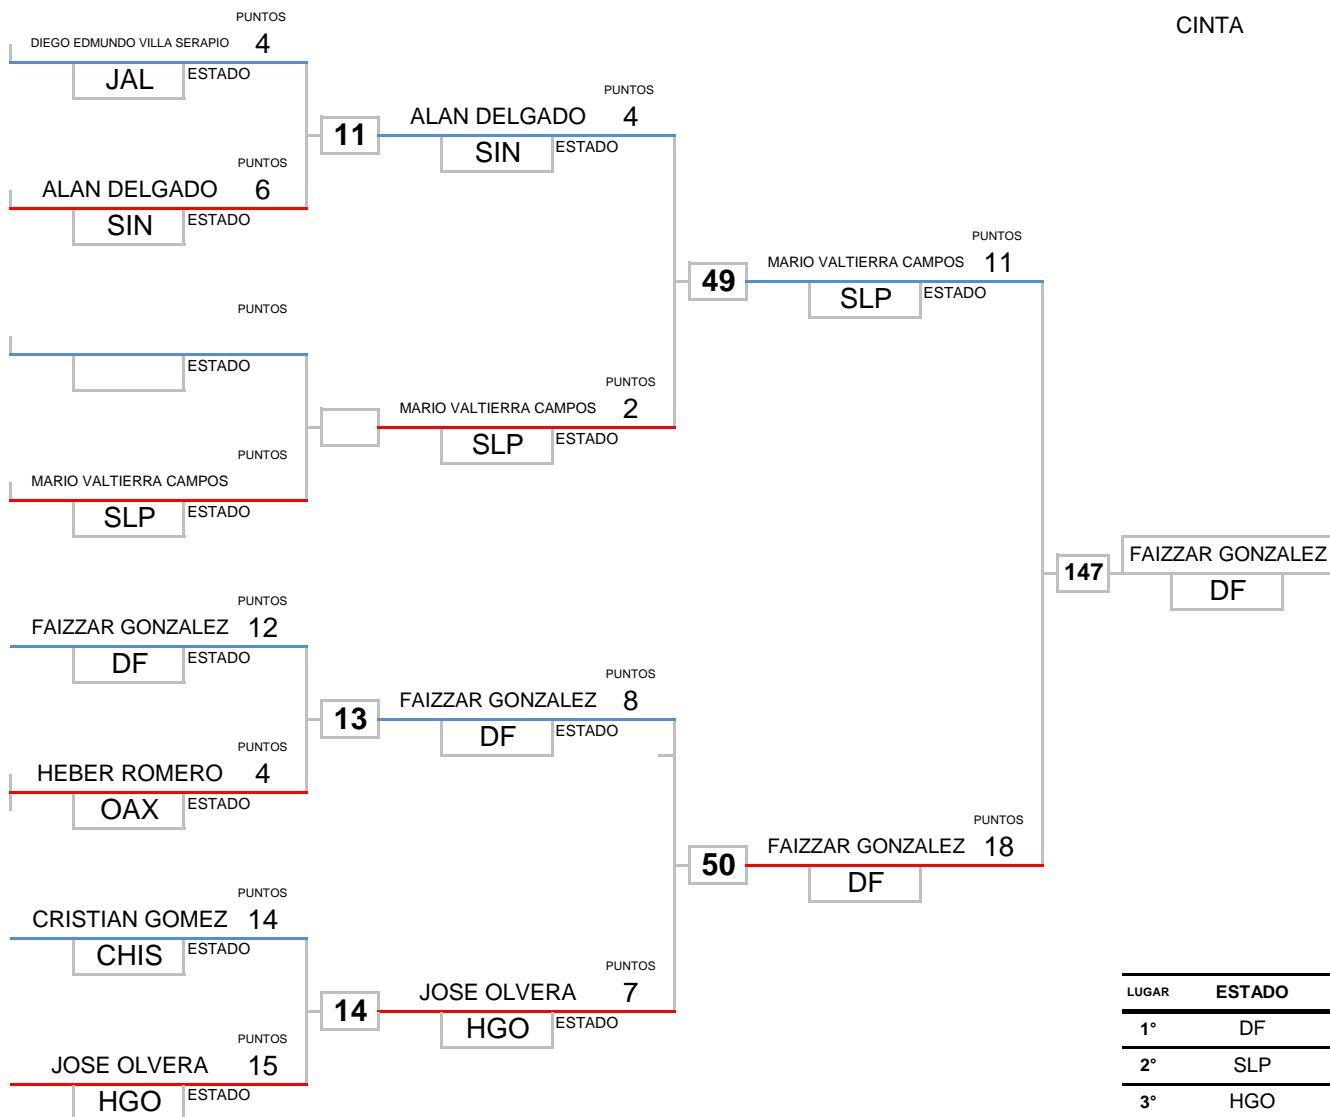 CINTA
PUNTOS
DIEGO EDMUNDO VILLA SERAPIO 4
JAL ESTADO
11
PUNTOS
ALAN DELGADO 6
SIN ESTADO
PUNTOS
ALAN DELGADO 4
SIN ESTADO
PUNTOS
ESTADO
PUNTOS
MARIO VALTIERRA CAMPOS
SLP ESTADO
PUNTOS
MARIO VALTIERRA CAMPOS 2
SLP ESTADO
49
PUNTOS
MARIO VALTIERRA CAMPOS 11
SLP ESTADO
PUNTOS
FAIZZAR GONZALEZ 12
DF ESTADO
13
PUNTOS
HEBER ROMERO 4
OAX ESTADO
PUNTOS
FAIZZAR GONZALEZ 8
DF ESTADO
PUNTOS
CRISTIAN GOMEZ 14
CHIS ESTADO
14
PUNTOS
JOSE OLVERA 15
HGO ESTADO
PUNTOS
JOSE OLVERA 7
HGO ESTADO
50
PUNTOS
FAIZZAR GONZALEZ 18
DF
147
FAIZZAR GONZALEZ
DF
LUGAR ESTADO
1° DF
2° SLP
3° HGO